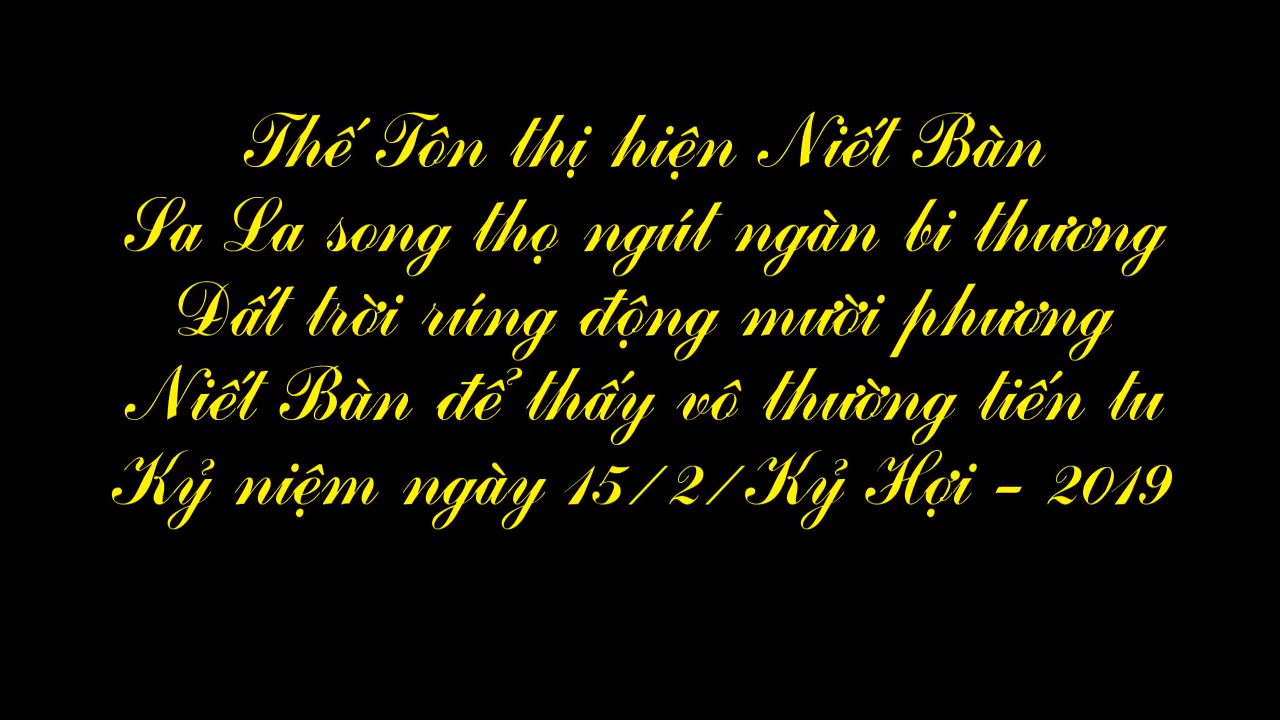 Thế Tôn thị hiện Niết Bàn
Sa La song thọ ngút ngàn bi thương
Đất trời rúng động mười phương
Niết Bàn để thấy vô thường tiến tu
Kỷ niệm ngày 15/2/Kỷ Hợi - 2019